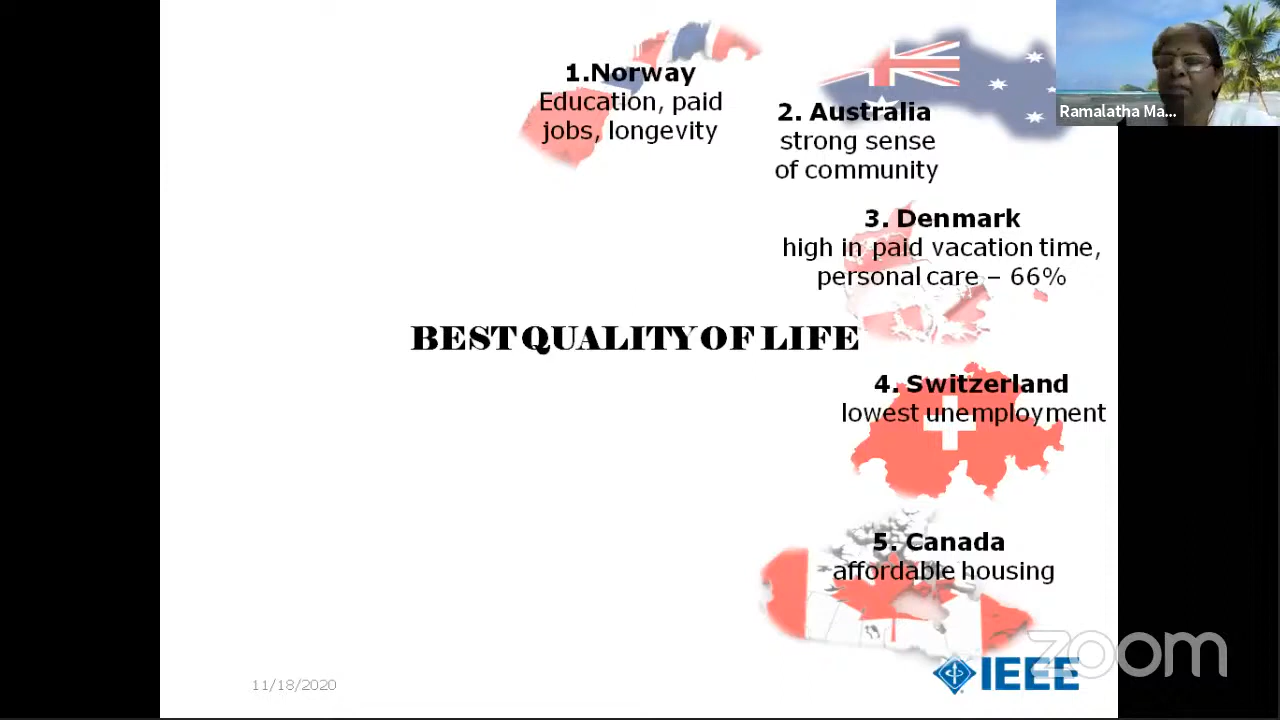 1.Norway
Education, paid
jobs, longevity
2. Australia
strong sense
of community
Ramalatha Ma...
3. Denmark
high in paid vacation time,
personal care – 66%
BEST QUALITY OF LIFE
4. Switzerland
lowest unemployment
5. Canada
affordable housing
zoom
IEEE
11/18/2020